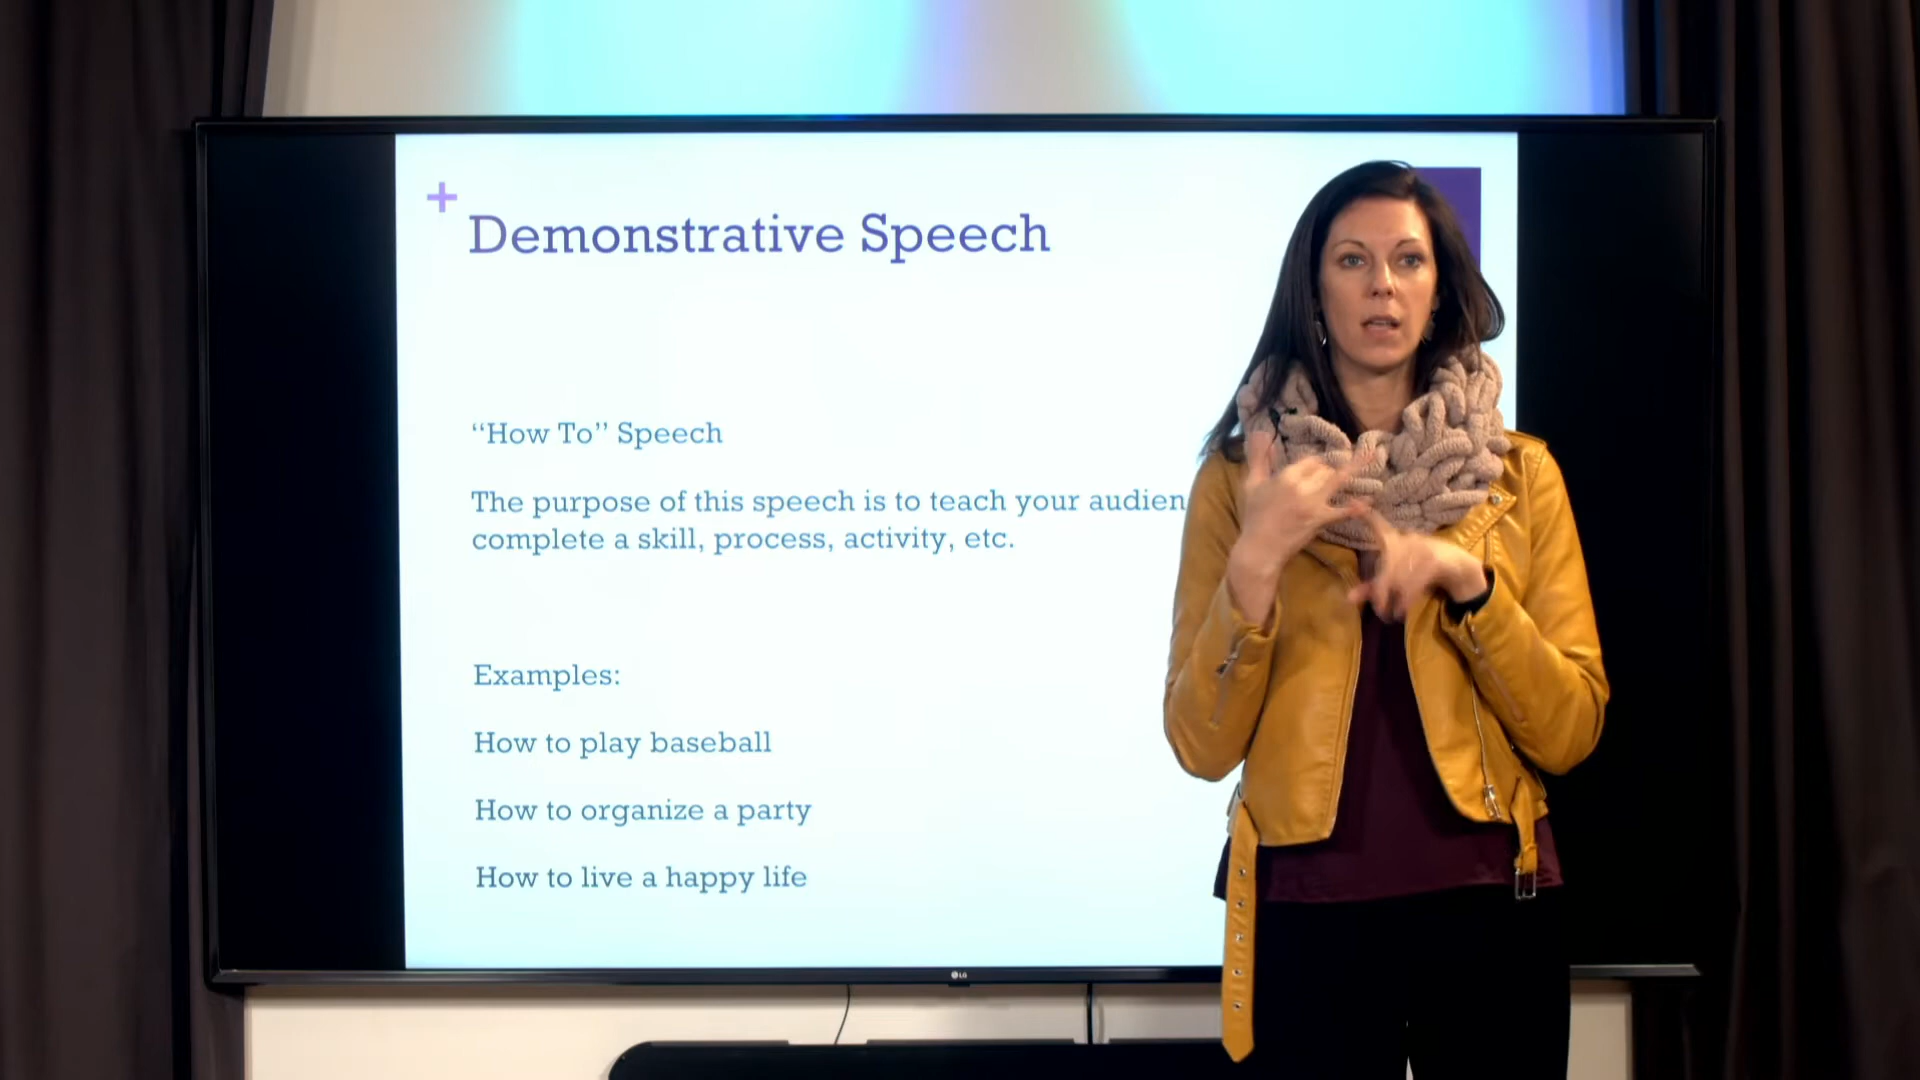 +
Demonstrative Speech
“How To” Speech
The purpose of this speech is to teach your
complete a skill, process, activity, etc.
Examples:
How to play baseball
How to organize a party
How to live a happy life
LG